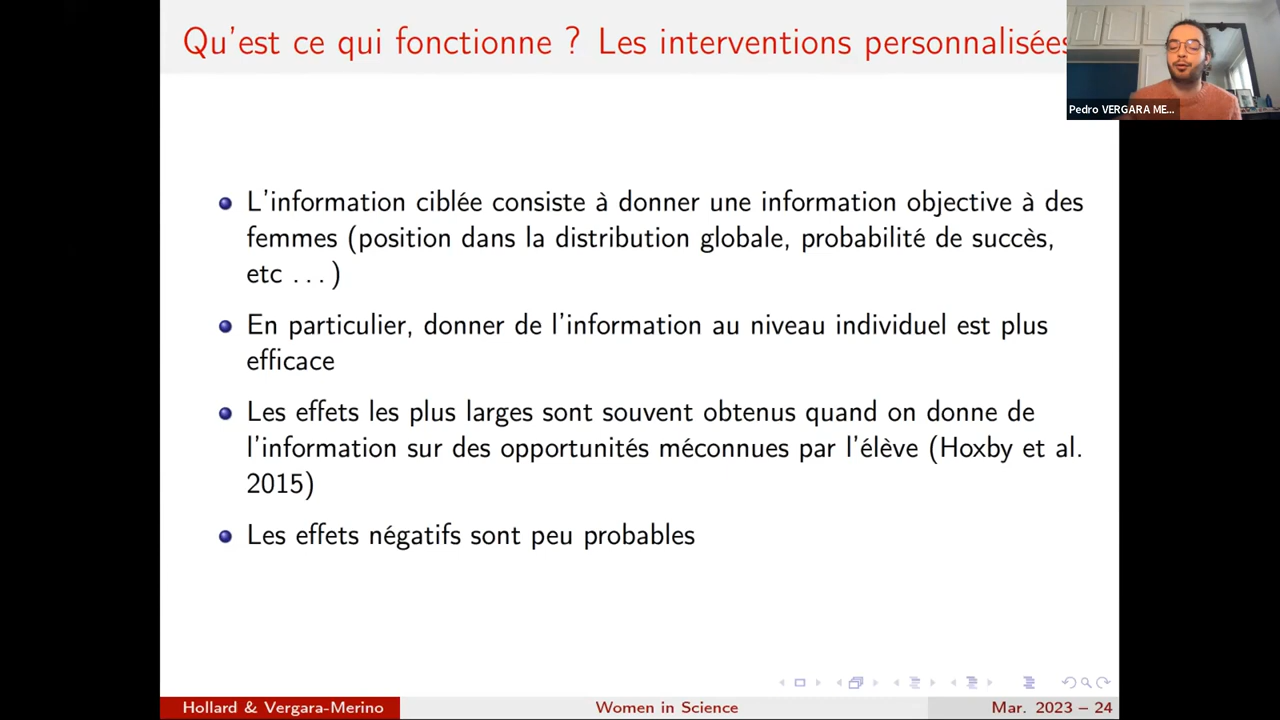 Qu'est ce qui fonctionne ? Les interventions personnalisées
Pedro VERGARA ME...
L'information ciblée consiste à donner une information objective à des
femmes (position dans la distribution globale, probabilité de succès,
etc . . . )
En particulier, donner de l'information au niveau individuel est plus
efficace
Les effets les plus larges sont souvent obtenus quand on donne de
l'information sur des opportunités méconnues par l'élève (Hoxby et al.
2015)
Les effets négatifs sont peu probables
Hollard & Vergara-Merino
Women in Science
Mar. 2023 – 24